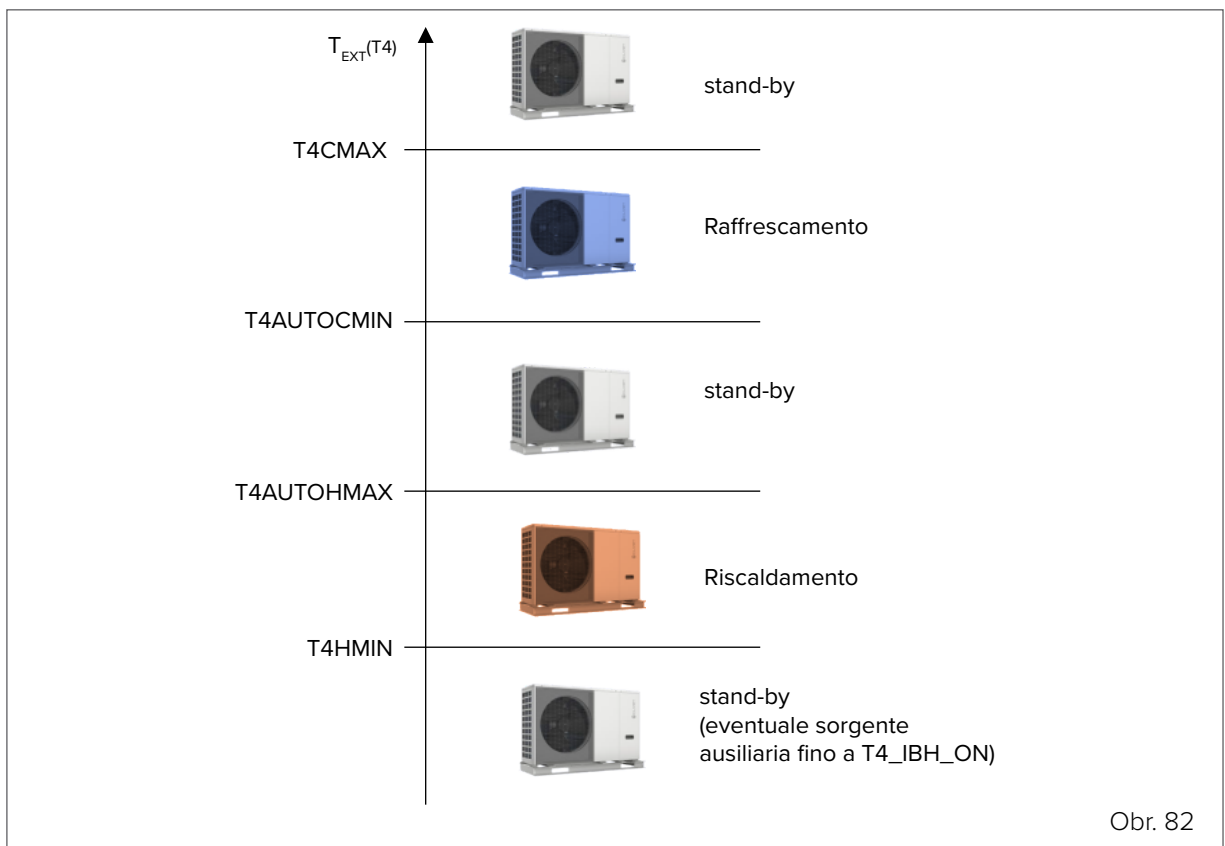 T_EXT(T4)
stand-by
T4CMAX
Raffrescamento
T4AUTOCMIN
stand-by
T4AUTOHMAX
Riscaldamento
T4HMIN
stand-by
(eventuale sorgente
ausiliaria fino a T4_IBH_ON)
Obr. 82